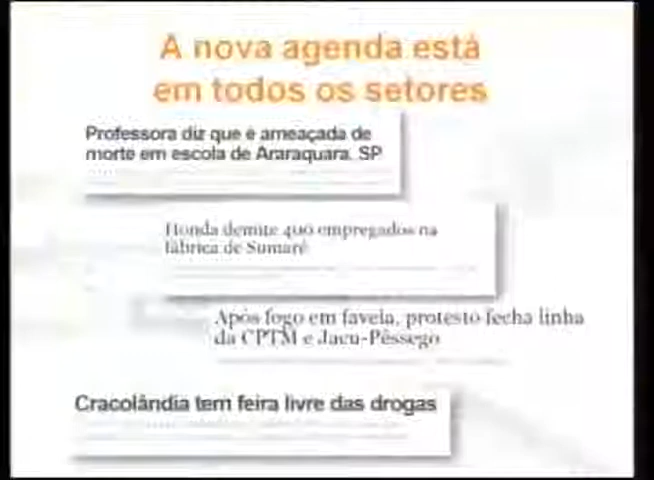 A nova agenda está
em todos os setores
Professora diz que é ameaçada de
morte em escola de Araraquara, SP
Honda demite 400 empregados na
fábrica de Sumaré
Após fogo em favela, protesto fecha linha
da CPTM e Jacu-Pêssego
Cracolândia tem feira livre das drogas